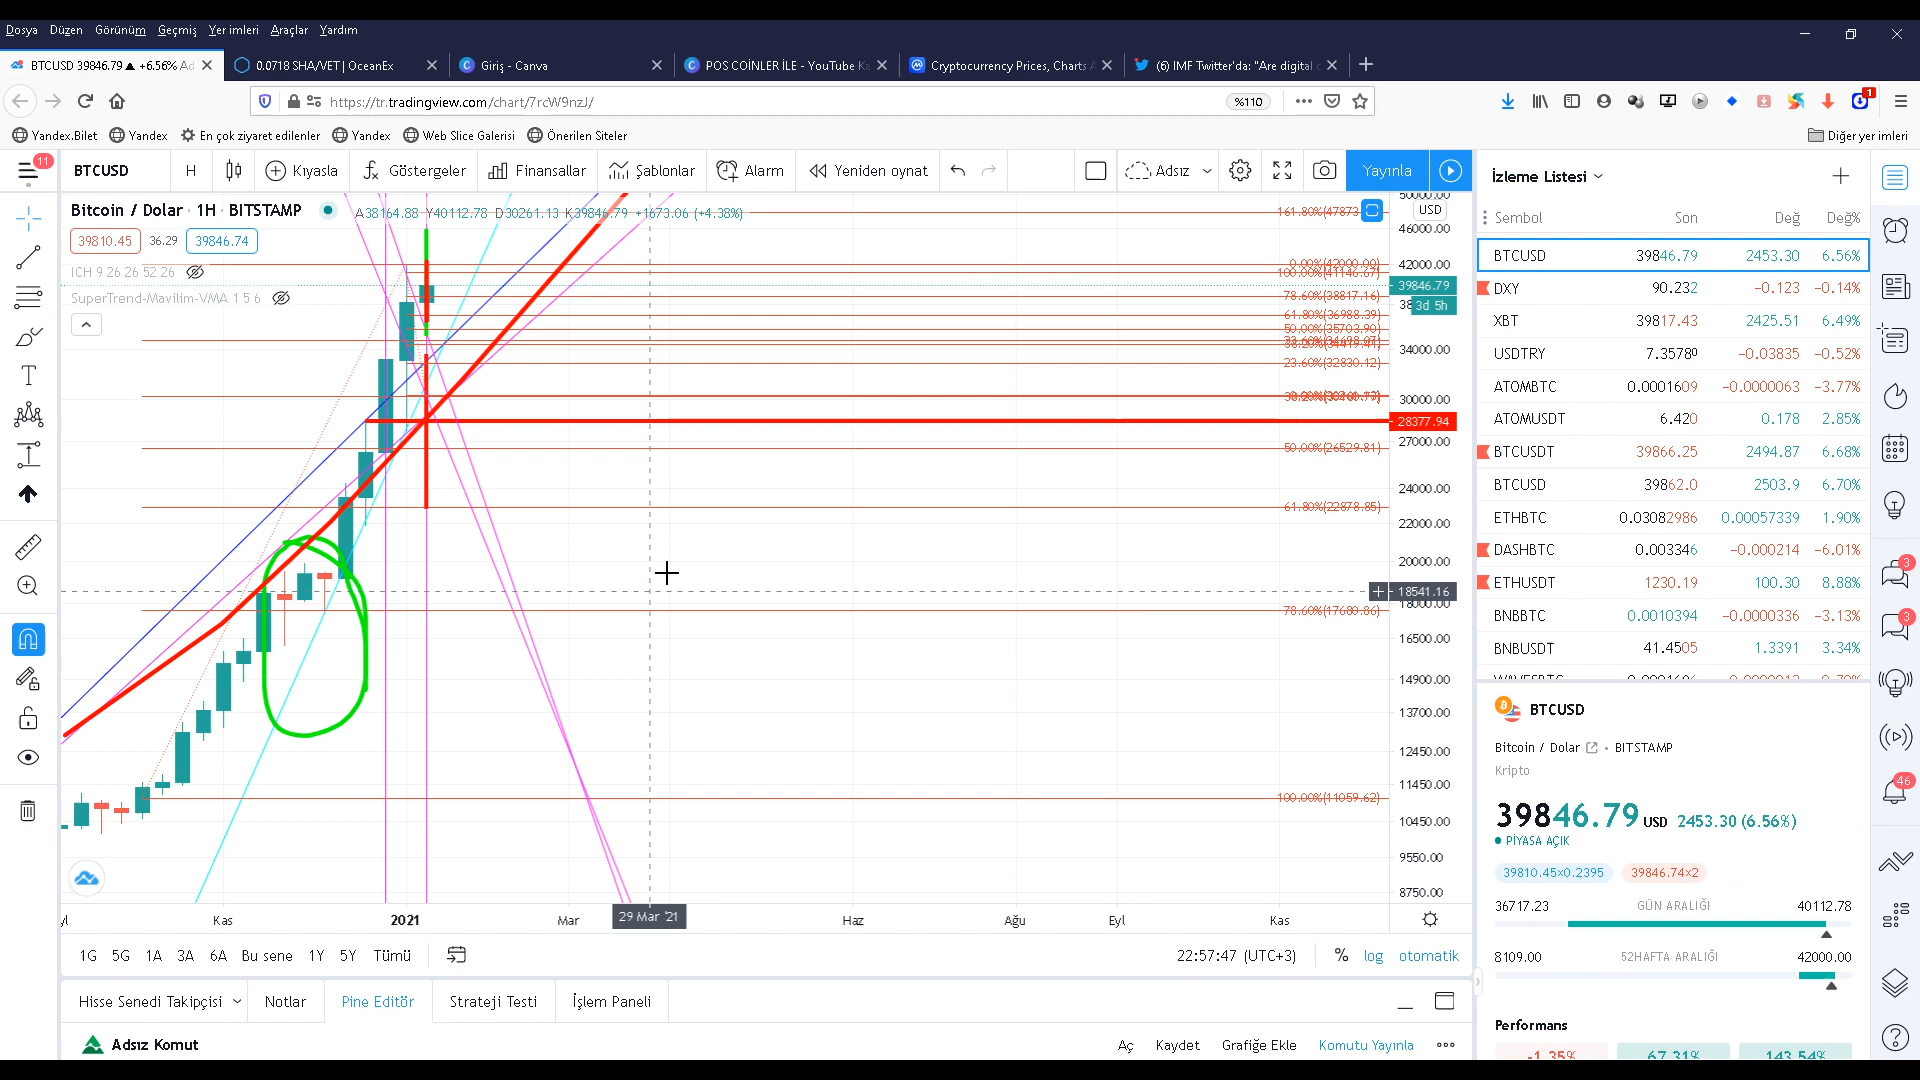 Dosya Düzen Görünüm Geçmiş Yer imleri Araçlar Yardım
BTCUSD 39846.79 ▲ +6.56% Ad
0.0718 SHA/VET | OceanEx
Giriş - Canva
POS COİNLER İLE - YouTube Ka
Cryptocurrency Prices, Charts A
(6) IMF Twitter'da: "Are digital c
https://tr.tradingview.com/chart/7rcW9nzJ/
%110
1
Yandex.Bilet Yandex En çok ziyaret edilenler Yandex Web Slice Galerisi Önerilen Siteler Diğer yer imleri
11
BTCUSD H Kıyasla Göstergeler Finansallar Şablonlar Alarm Yeniden oynat Adsız Yayınla
Bitcoin / Dolar · 1H · BITSTAMP A38164.88 Y40112.78 D30261.13 K39846.79 +1673.06 (+4.38%)
39810.45 36.29 39846.74
ICH 9 26 26 52 26
SuperTrend-Mavilim-VMA 1 5 6
161.80%(47873
0.00%(42000.00)
100.00%(41146.67)
78.60%(38817.16)
61.80%(36988.39)
50.00%(35703.90)
23.60%(32830.12)
50.00%(26529.81)
61.80%(22878.85)
78.60%(17680.86)
100.00%(11059.62)
50000.00
USD
46000.00
42000.00
39846.79
3d 5h
34000.00
30000.00
28377.94
27000.00
24000.00
22000.00
20000.00
18541.16
18000.00
16500.00
14900.00
13700.00
12450.00
11450.00
10450.00
9550.00
8750.00
yl Kas 2021 Mar 29 Mar '21 Haz Ağu Eyl Kas
1G 5G 1A 3A 6A Bu sene 1Y 5Y Tümü 22:57:47 (UTC+3) % log otomatik
Hisse Senedi Takipçisi Notlar Pine Editör Strateji Testi İşlem Paneli
Adsız Komut Aç Kaydet Grafiğe Ekle Komutu Yayınla
İzleme Listesi
Sembol Son Değ Değ%
BTCUSD 39846.79 2453.30 6.56%
DXY 90.232 −0.123 −0.14%
XBT 39817.43 2425.51 6.49%
USDTRY 7.35780 −0.03835 −0.52%
ATOMBTC 0.0001609 −0.0000063 −3.77%
ATOMUSDT 6.420 0.178 2.85%
BTCUSDT 39866.25 2494.87 6.68%
BTCUSD 39862.0 2503.9 6.70%
ETHBTC 0.03082986 0.00057339 1.90%
DASHBTC 0.003346 −0.000214 −6.01%
ETHUSDT 1230.19 100.30 8.88%
BNBBTC 0.0010394 −0.0000336 −3.13%
BNBUSDT 41.4505 1.3391 3.34%
BTCUSD
Bitcoin / Dolar · BITSTAMP
Kripto
39846.79 USD 2453.30 (6.56%)
PİYASA AÇIK
39810.45×0.2395 39846.74×2
36717.23 GÜN ARALIĞI 40112.78
8109.00 52HAFTA ARALIĞI 42000.00
Performans
-1.35% 67.31% 143.54%
3
3
46